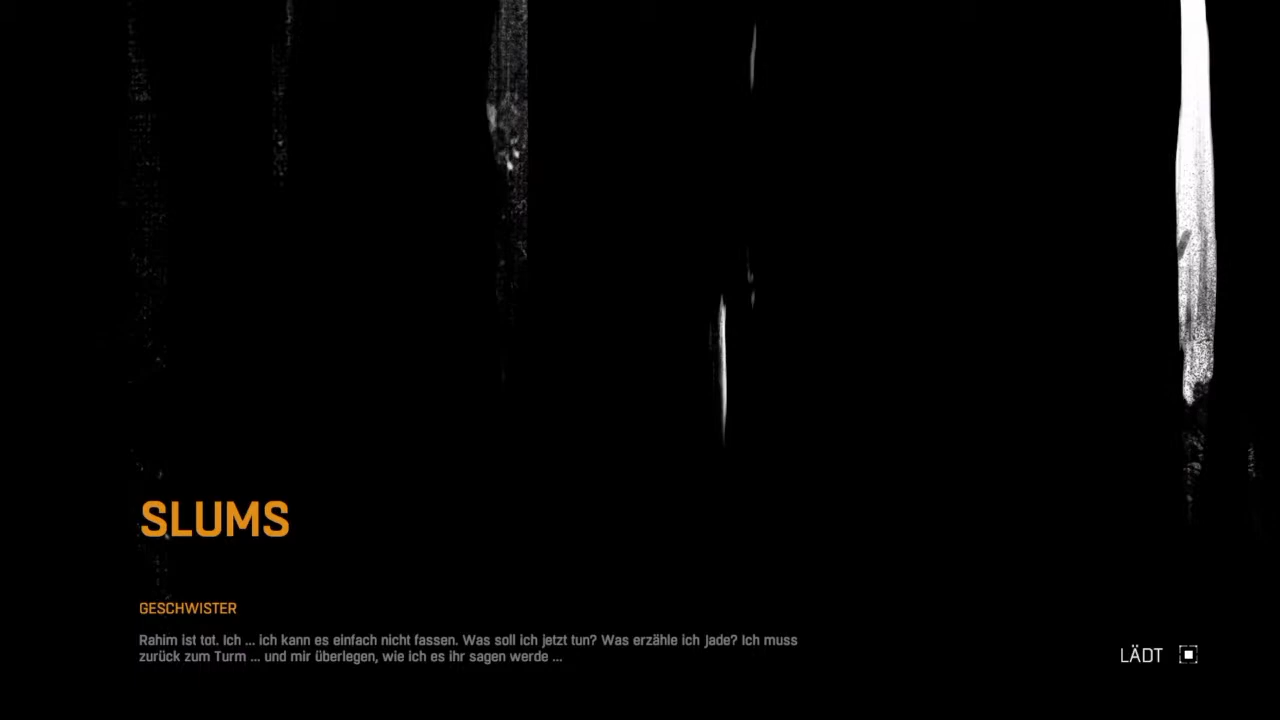 SLUMS
GESCHWISTER
Rahim ist tot. Ich ... ich kann es einfach nicht fassen. Was soll ich jetzt tun? Was erzähle ich Jade? Ich muss
zurück zum Turm ... und mir überlegen, wie ich es ihr sagen werde ...
LÄDT